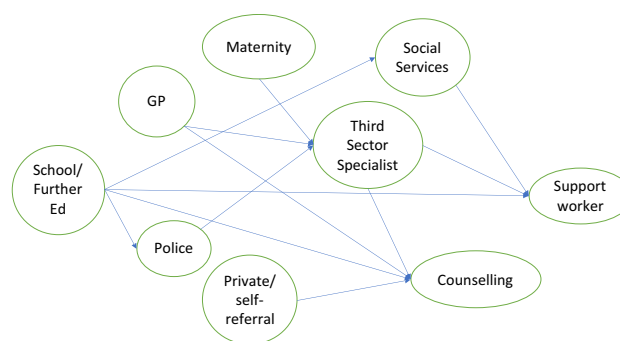 Maternity
Social
Services
GP
Third
Sector
Specialist
School/
Further
Ed
Support
worker
Police
Private/
self-
referral
Counselling